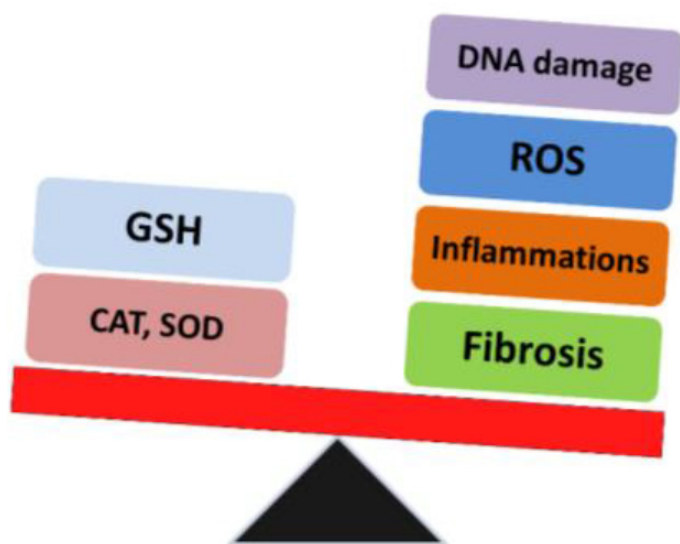 DNA damage
ROS
GSH
Inflammations
CAT, SOD
Fibrosis